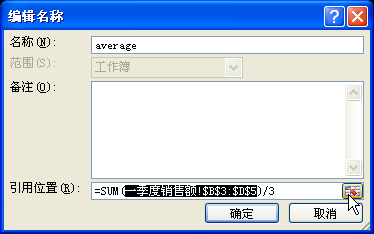 编辑名称
名称(N):
average
范围(S):
工作簿
备注(O):
引用位置(R):
=SUM(一季度销售额!$B$3:$D$5)/3
确定
取消